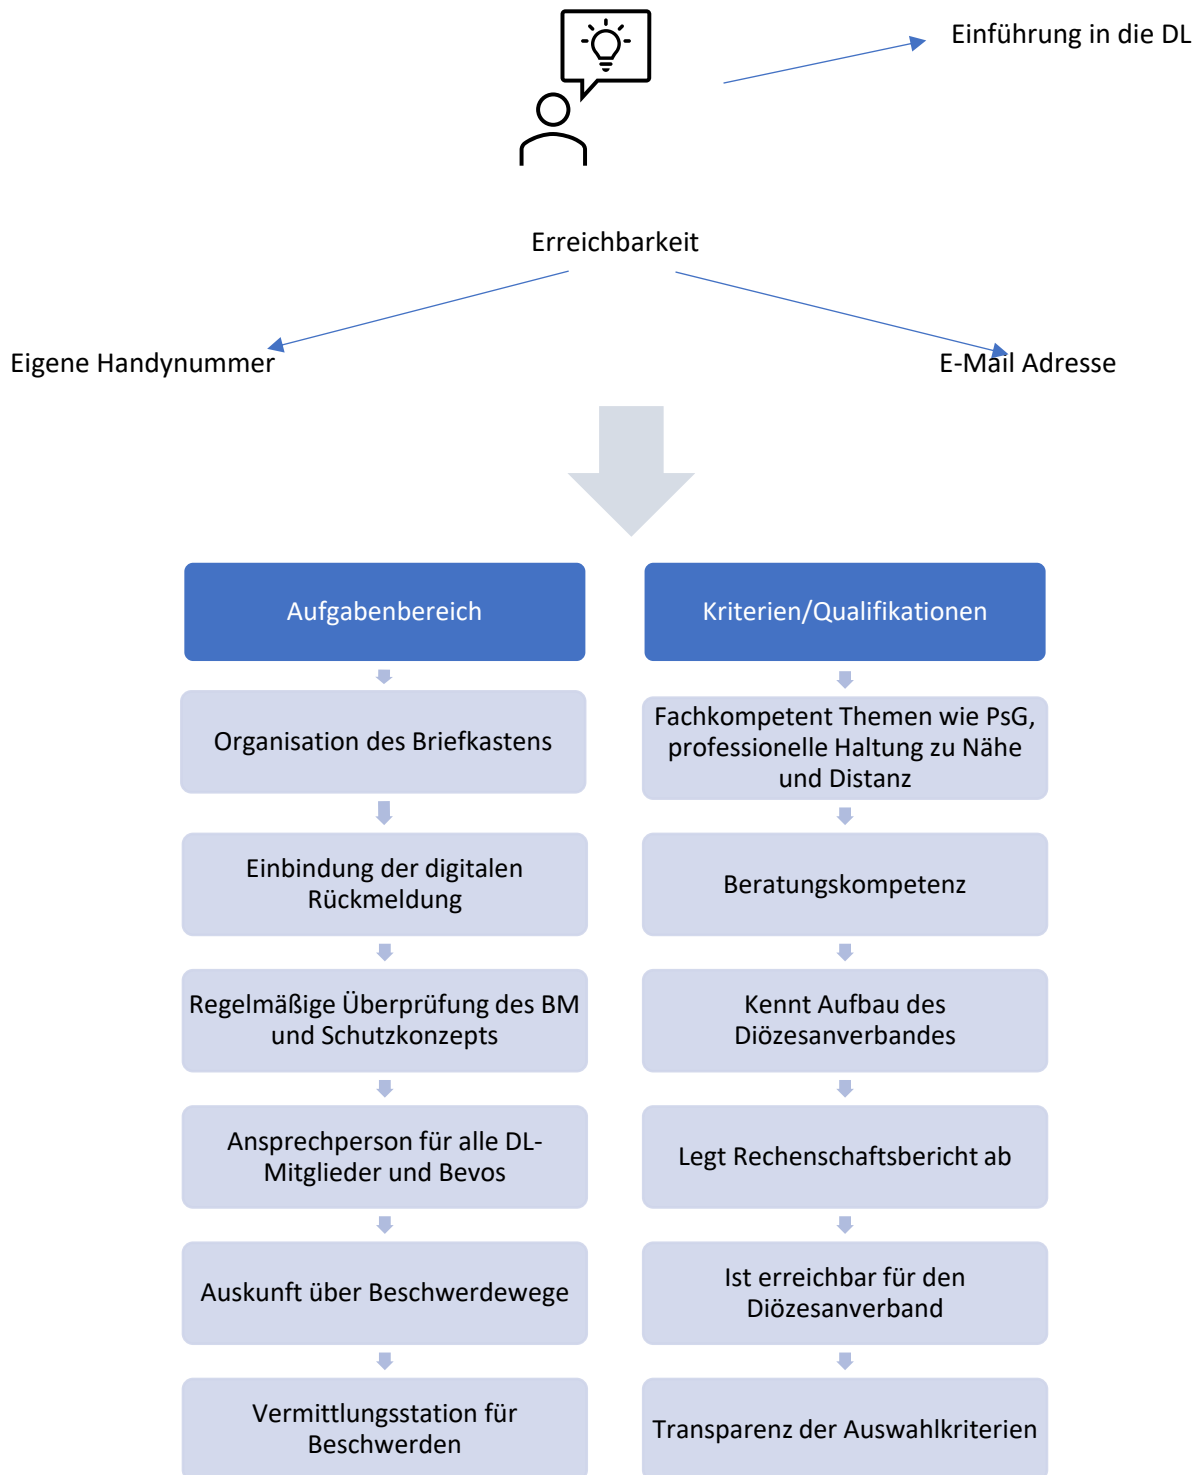 Einführung in die DL
Erreichbarkeit
Eigene Handynummer
E-Mail Adresse
Aufgabenbereich
Organisation des Briefkastens
Einbindung der digitalen
Rückmeldung
Regelmäßige Überprüfung des BM
und Schutzkonzepts
Ansprechperson für alle DL-
Mitglieder und Bevos
Auskunft über Beschwerdewege
Vermittlungsstation für
Beschwerden
Kriterien/Qualifikationen
Fachkompetent Themen wie PsG,
professionelle Haltung zu Nähe
und Distanz
Beratungskompetenz
Kennt Aufbau des
Diözesanverbandes
Legt Rechenschaftsbericht ab
Ist erreichbar für den
Diözesanverband
Transparenz der Auswahlkriterien